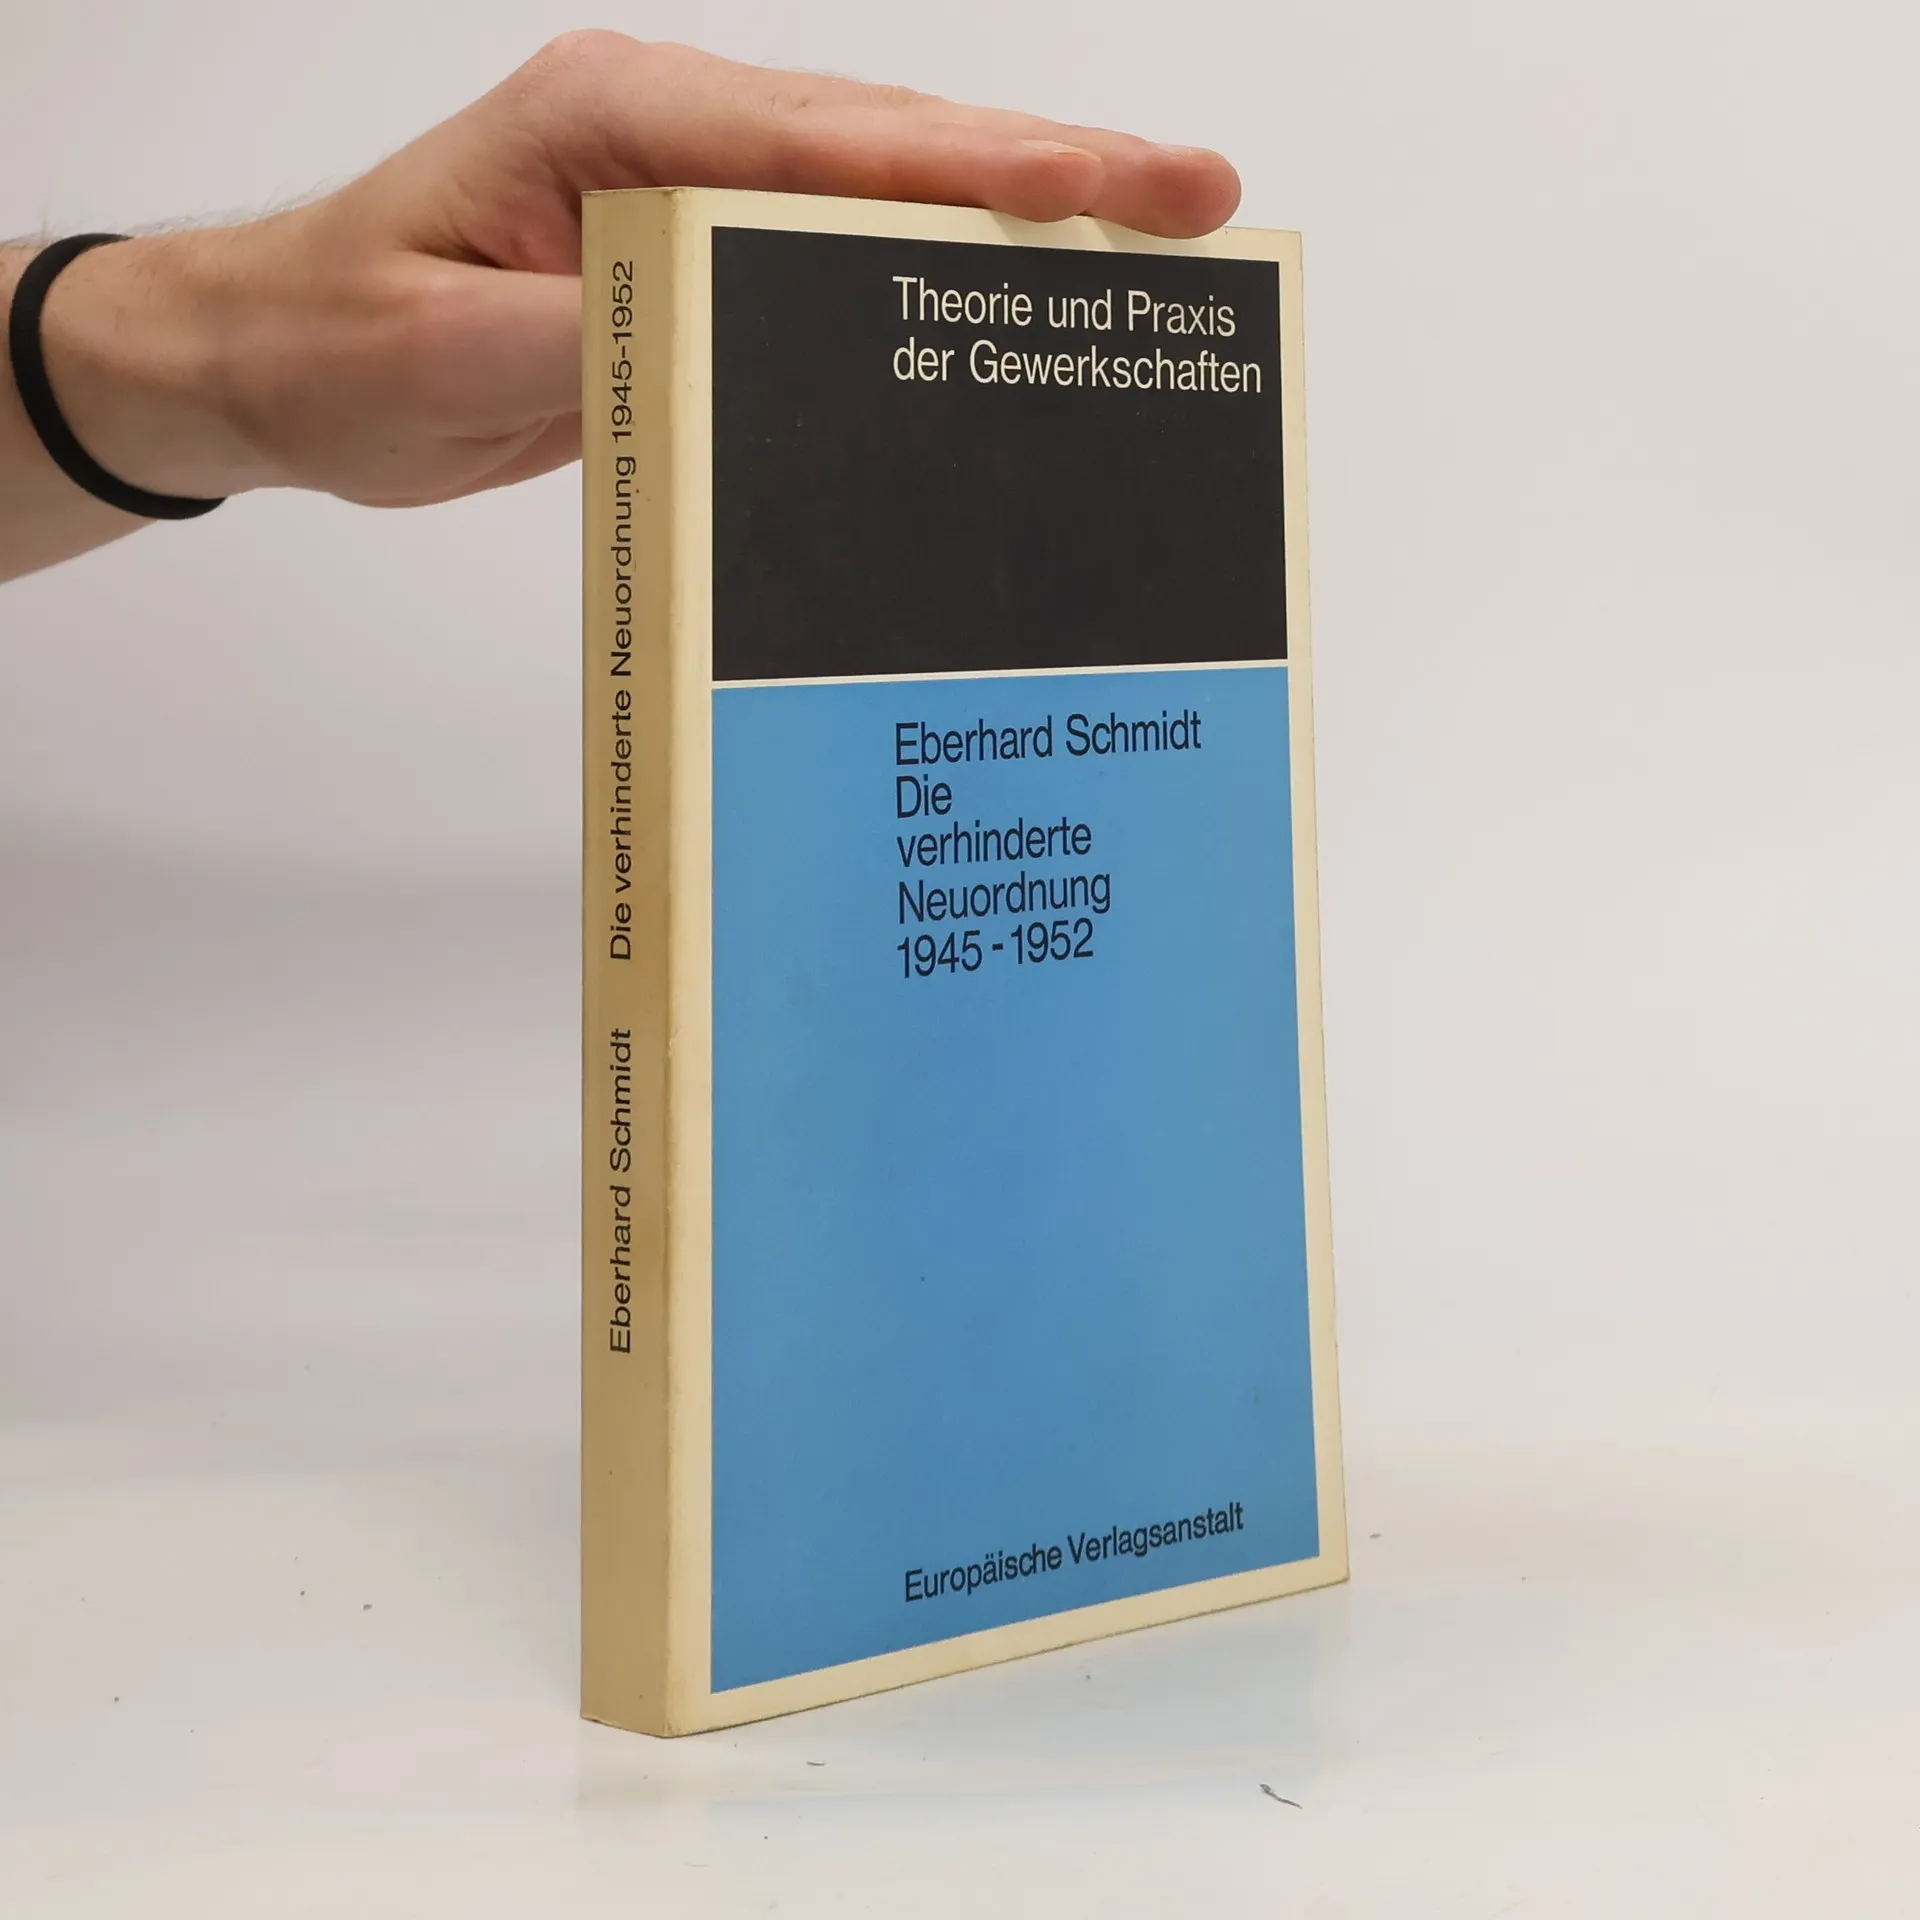 Eberhard Schmidt Die verhinderte Neuordnung 1945-1952
Theorie und Praxis
der Gewerkschaften
Eberhard Schmidt
Die
verhinderte
Neuordnung
1945-1952
Europäische Verlagsanstalt